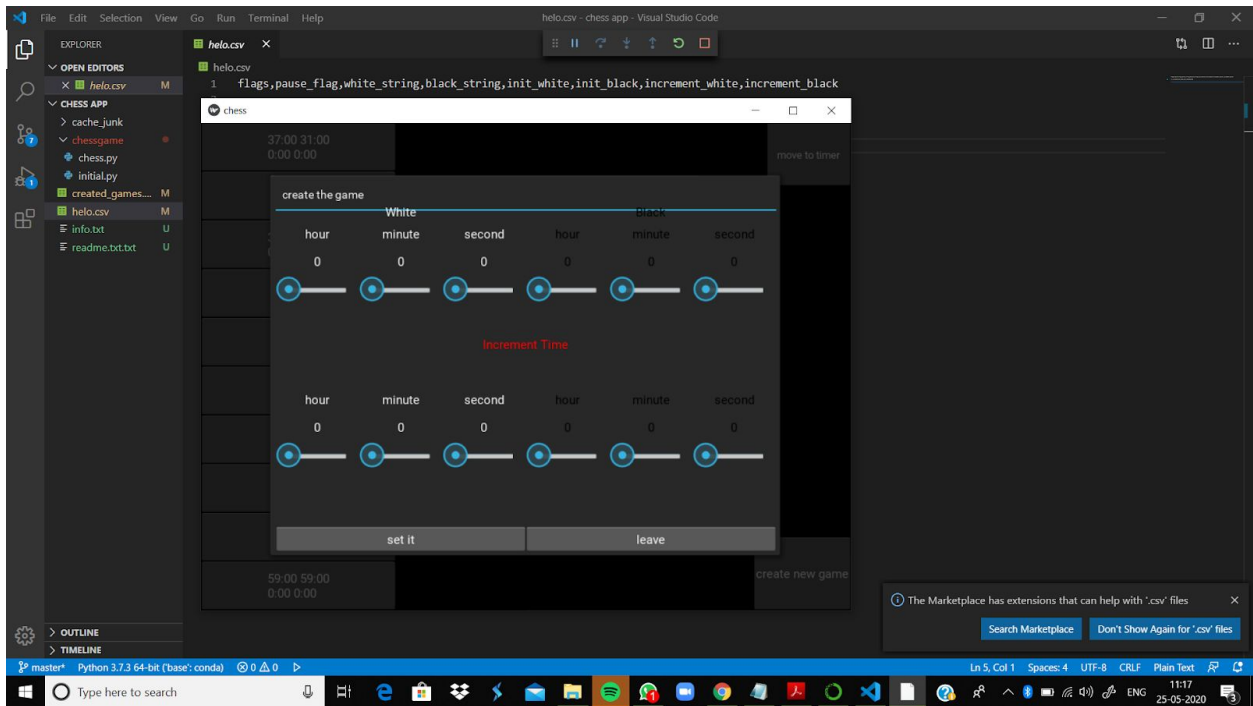 File Edit Selection View Go Run Terminal Help
helo.csv - chess app - Visual Studio Code
EXPLORER
OPEN EDITORS
helo.csv M
CHESS APP
cache_junk
chessgame
chess.py
initial.py
created_games.... M
helo.csv M
info.txt U
readme.txt.txt U
OUTLINE
TIMELINE
7
1
helo.csv
helo.csv
1 flags,pause_flag,white_string,black_string,init_white,init_black,increment_white,increment_black
chess
37:00 31:00
0:00 0:00
move to timer
create the game
White Black
hour minute second hour minute second
0 0 0 0 0 0
Increment Time
hour minute second hour minute second
0 0 0 0 0 0
set it leave
59:00 59:00
0:00 0:00
create new game
The Marketplace has extensions that can help with '.csv' files
Search Marketplace Don't Show Again for '.csv' files
master* Python 3.7.3 64-bit ('base': conda) 0 0 Ln 5, Col 1 Spaces: 4 UTF-8 CRLF Plain Text
Type here to search
ENG
11:17
25-05-2020
3